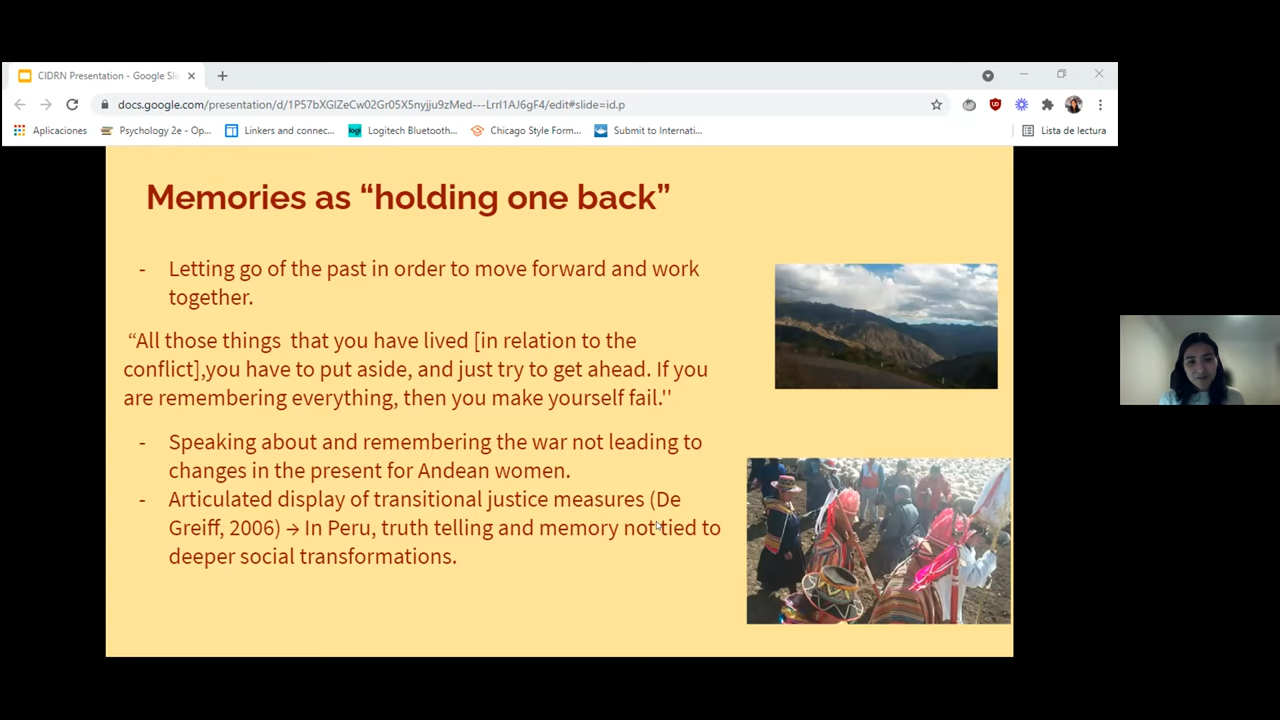 CIDRN Presentation - Google Sli
docs.google.com/presentation/d/1P57bXGlZeCw02Gr05X5nyjju9zMed---LrrI1AJ6gF4/edit#slide=id.p
Aplicaciones Psychology 2e - Op... Linkers and connec... logi Logitech Bluetooth... Chicago Style Form... Submit to Internati... Lista de lectura
Memories as “holding one back”
- Letting go of the past in order to move forward and work
together.
“All those things that you have lived [in relation to the
conflict],you have to put aside, and just try to get ahead. If you
are remembering everything, then you make yourself fail.''
- Speaking about and remembering the war not leading to
changes in the present for Andean women.
- Articulated display of transitional justice measures (De
Greiff, 2006) → In Peru, truth telling and memory not tied to
deeper social transformations.